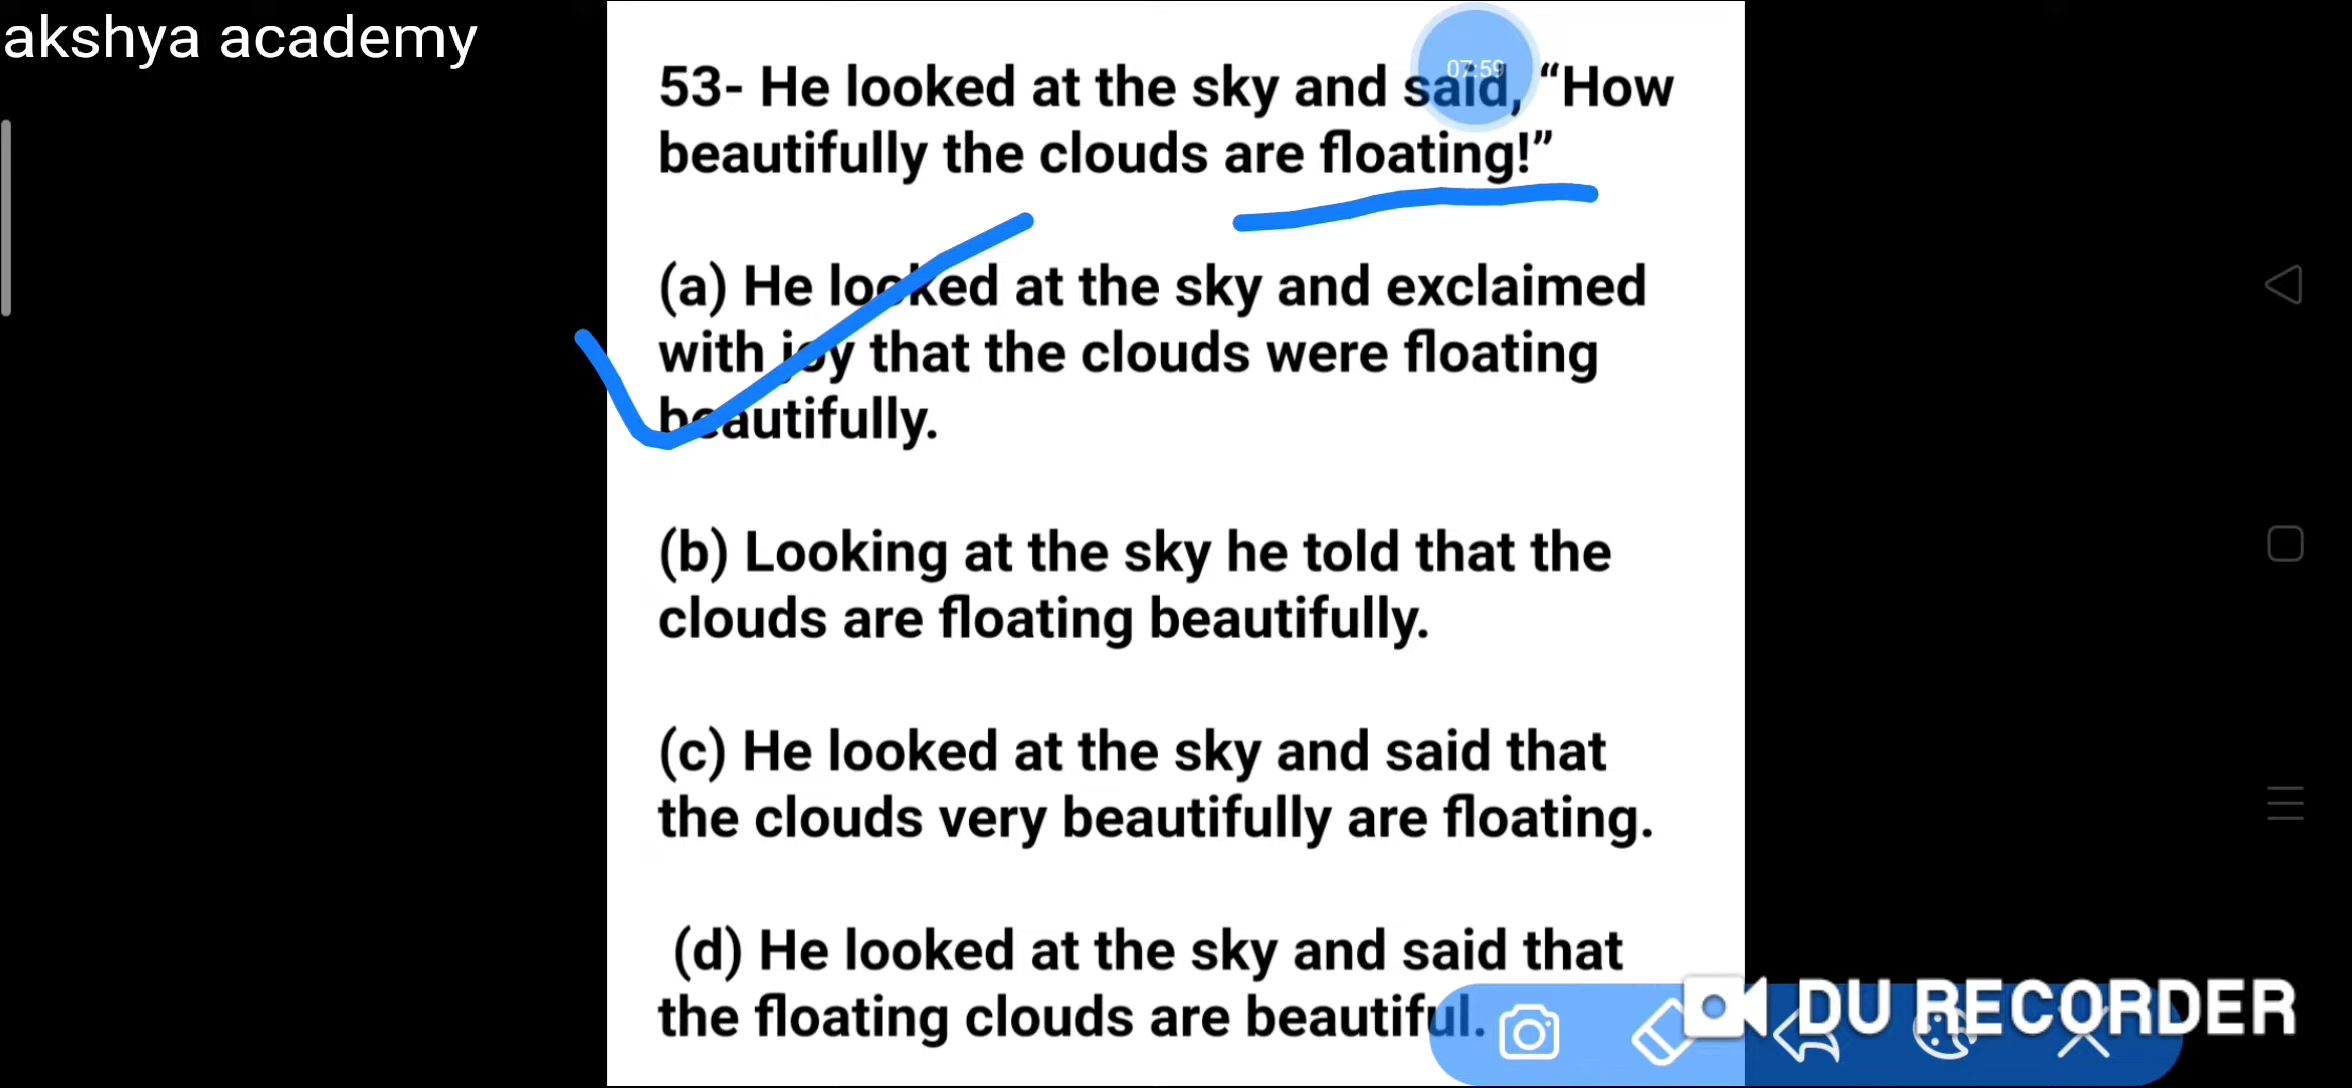 akshya academy
07:59
53- He looked at the sky and said, “How
beautifully the clouds are floating!”
(a) He looked at the sky and exclaimed
with joy that the clouds were floating
beautifully.
(b) Looking at the sky he told that the
clouds are floating beautifully.
(c) He looked at the sky and said that
the clouds very beautifully are floating.
(d) He looked at the sky and said that
the floating clouds are beautiful.
DU RECORDER